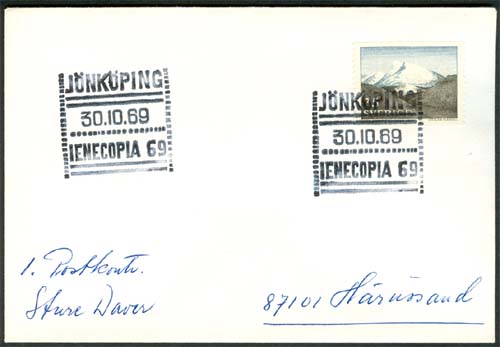 JÖNKÖPING
30.10.69
IENECOPIA 69
JÖNKÖPING
SVERIGE
30.10.69
IENECOPIA 69
1. Postkontr.
Sture Daver
87101 Härnösand